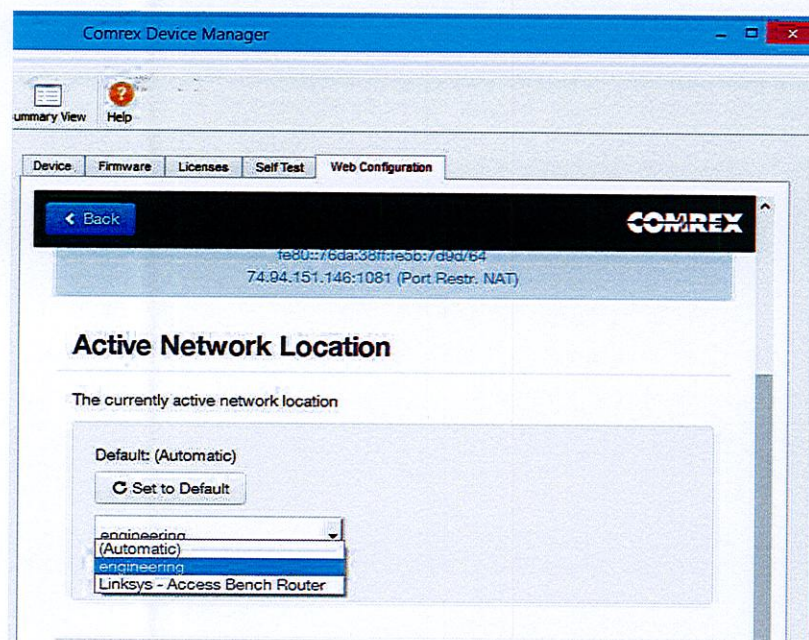 Comrex Device Manager
ummary View Help
Device Firmware Licenses Self Test Web Configuration
Back COMREX
fe80::76da:38ff:fe5b:7d9d/64
74.94.151.146:1081 (Port Restr. NAT)
Active Network Location
The currently active network location
Default: (Automatic)
Set to Default
engineering
(Automatic)
engineering
Linksys - Access Bench Router